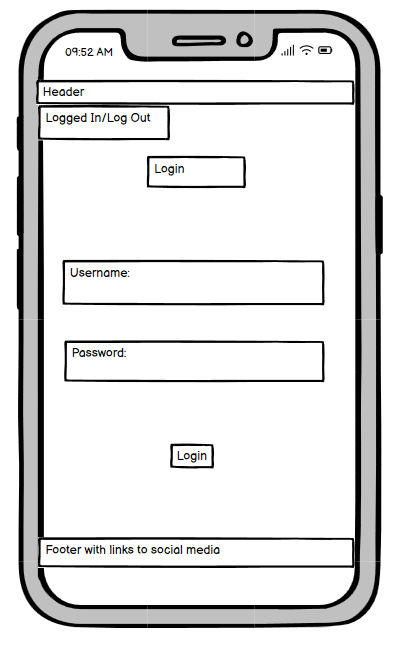 09:52 AM
Header
Logged In/Log Out
Login
Username:
Password:
Login
Footer with links to social media